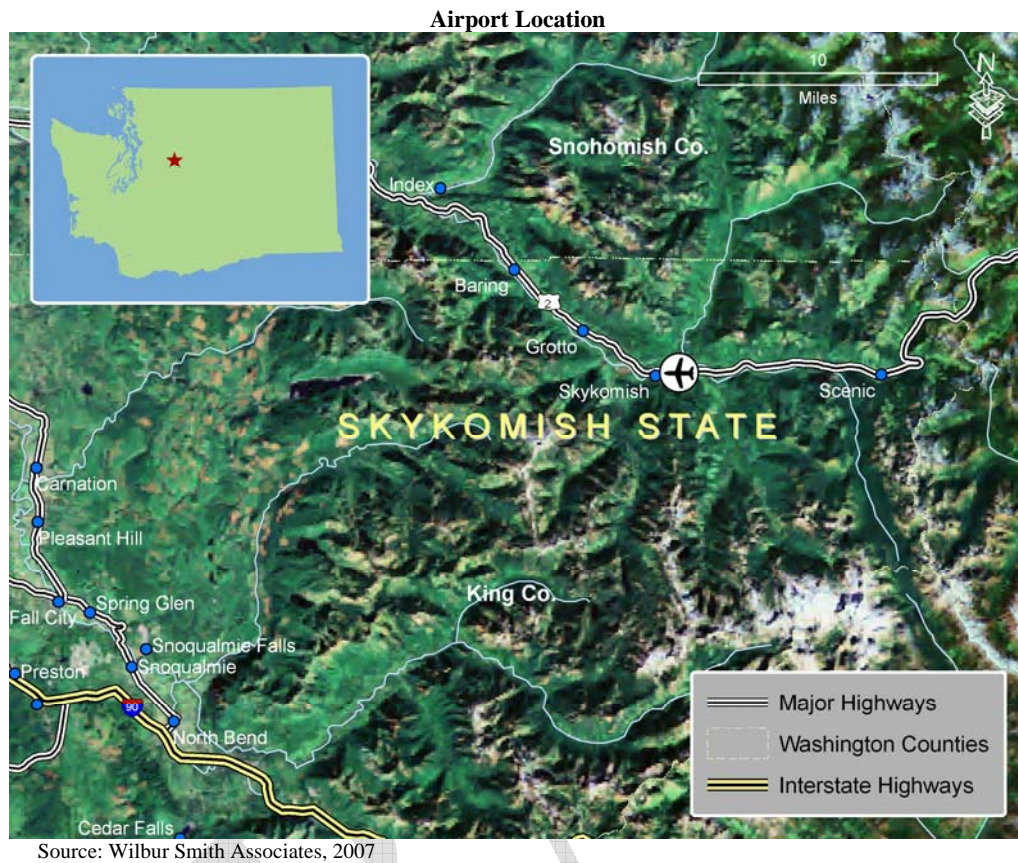 Airport Location
10
Miles
N
Snohomish Co.
Index
Baring
2
Grotto
Skykomish
Scenic
SKYKOMISH STATE
Carnation
Pleasant Hill
King Co.
Spring Glen
Fall City
Snoqualmie Falls
Snoqualmie
Preston
90
North Bend
Cedar Falls
Major Highways
Washington Counties
Interstate Highways
Source: Wilbur Smith Associates, 2007